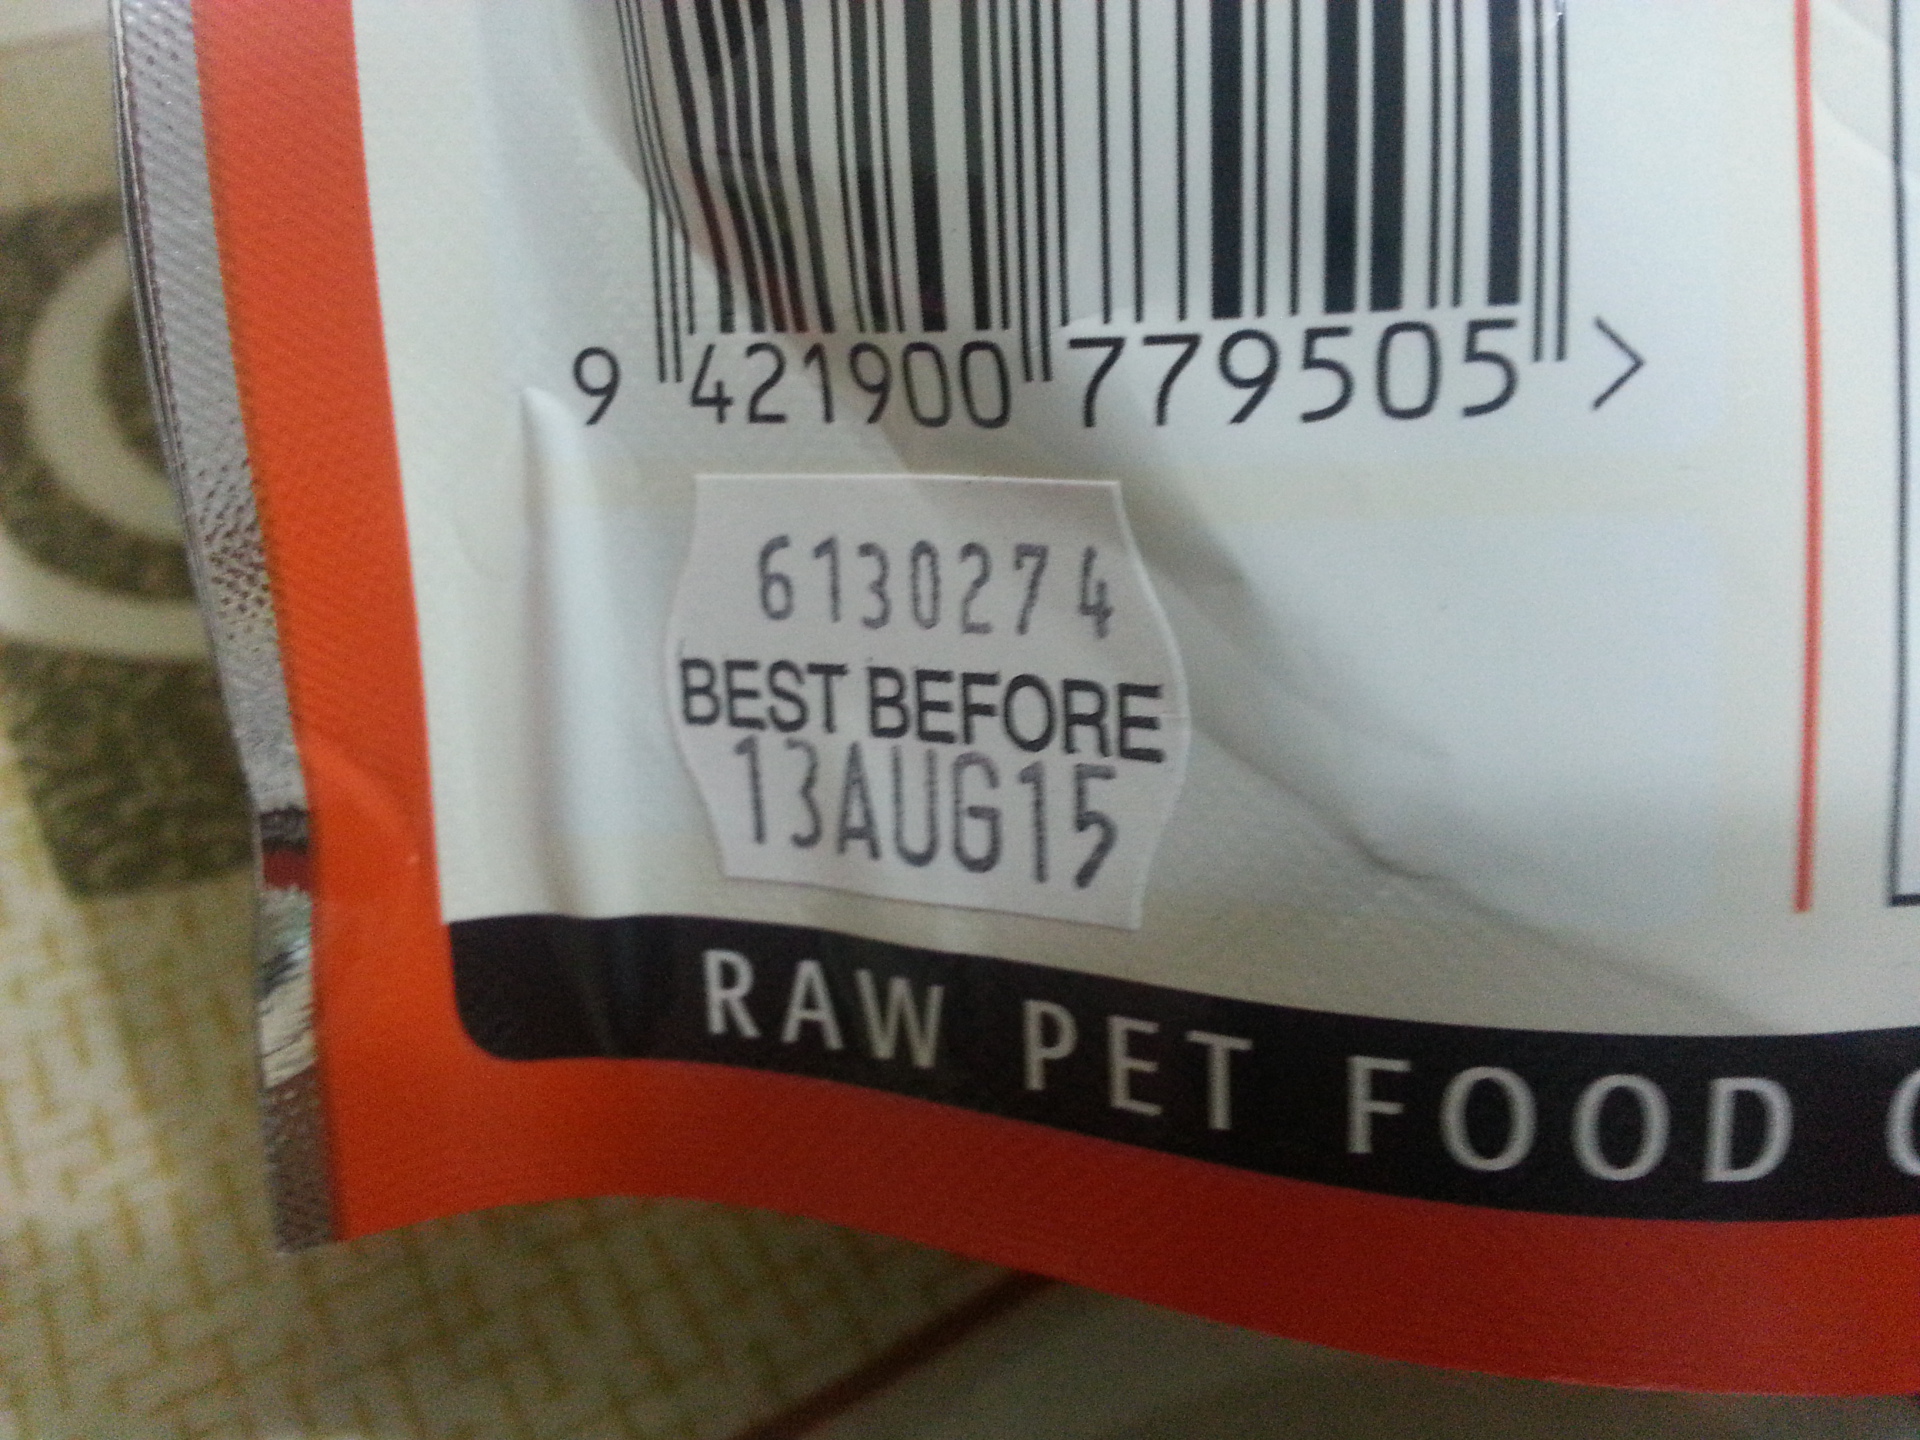 9 421900 779505 >
6130274
BEST BEFORE
13AUG15
RAW PET FOOD